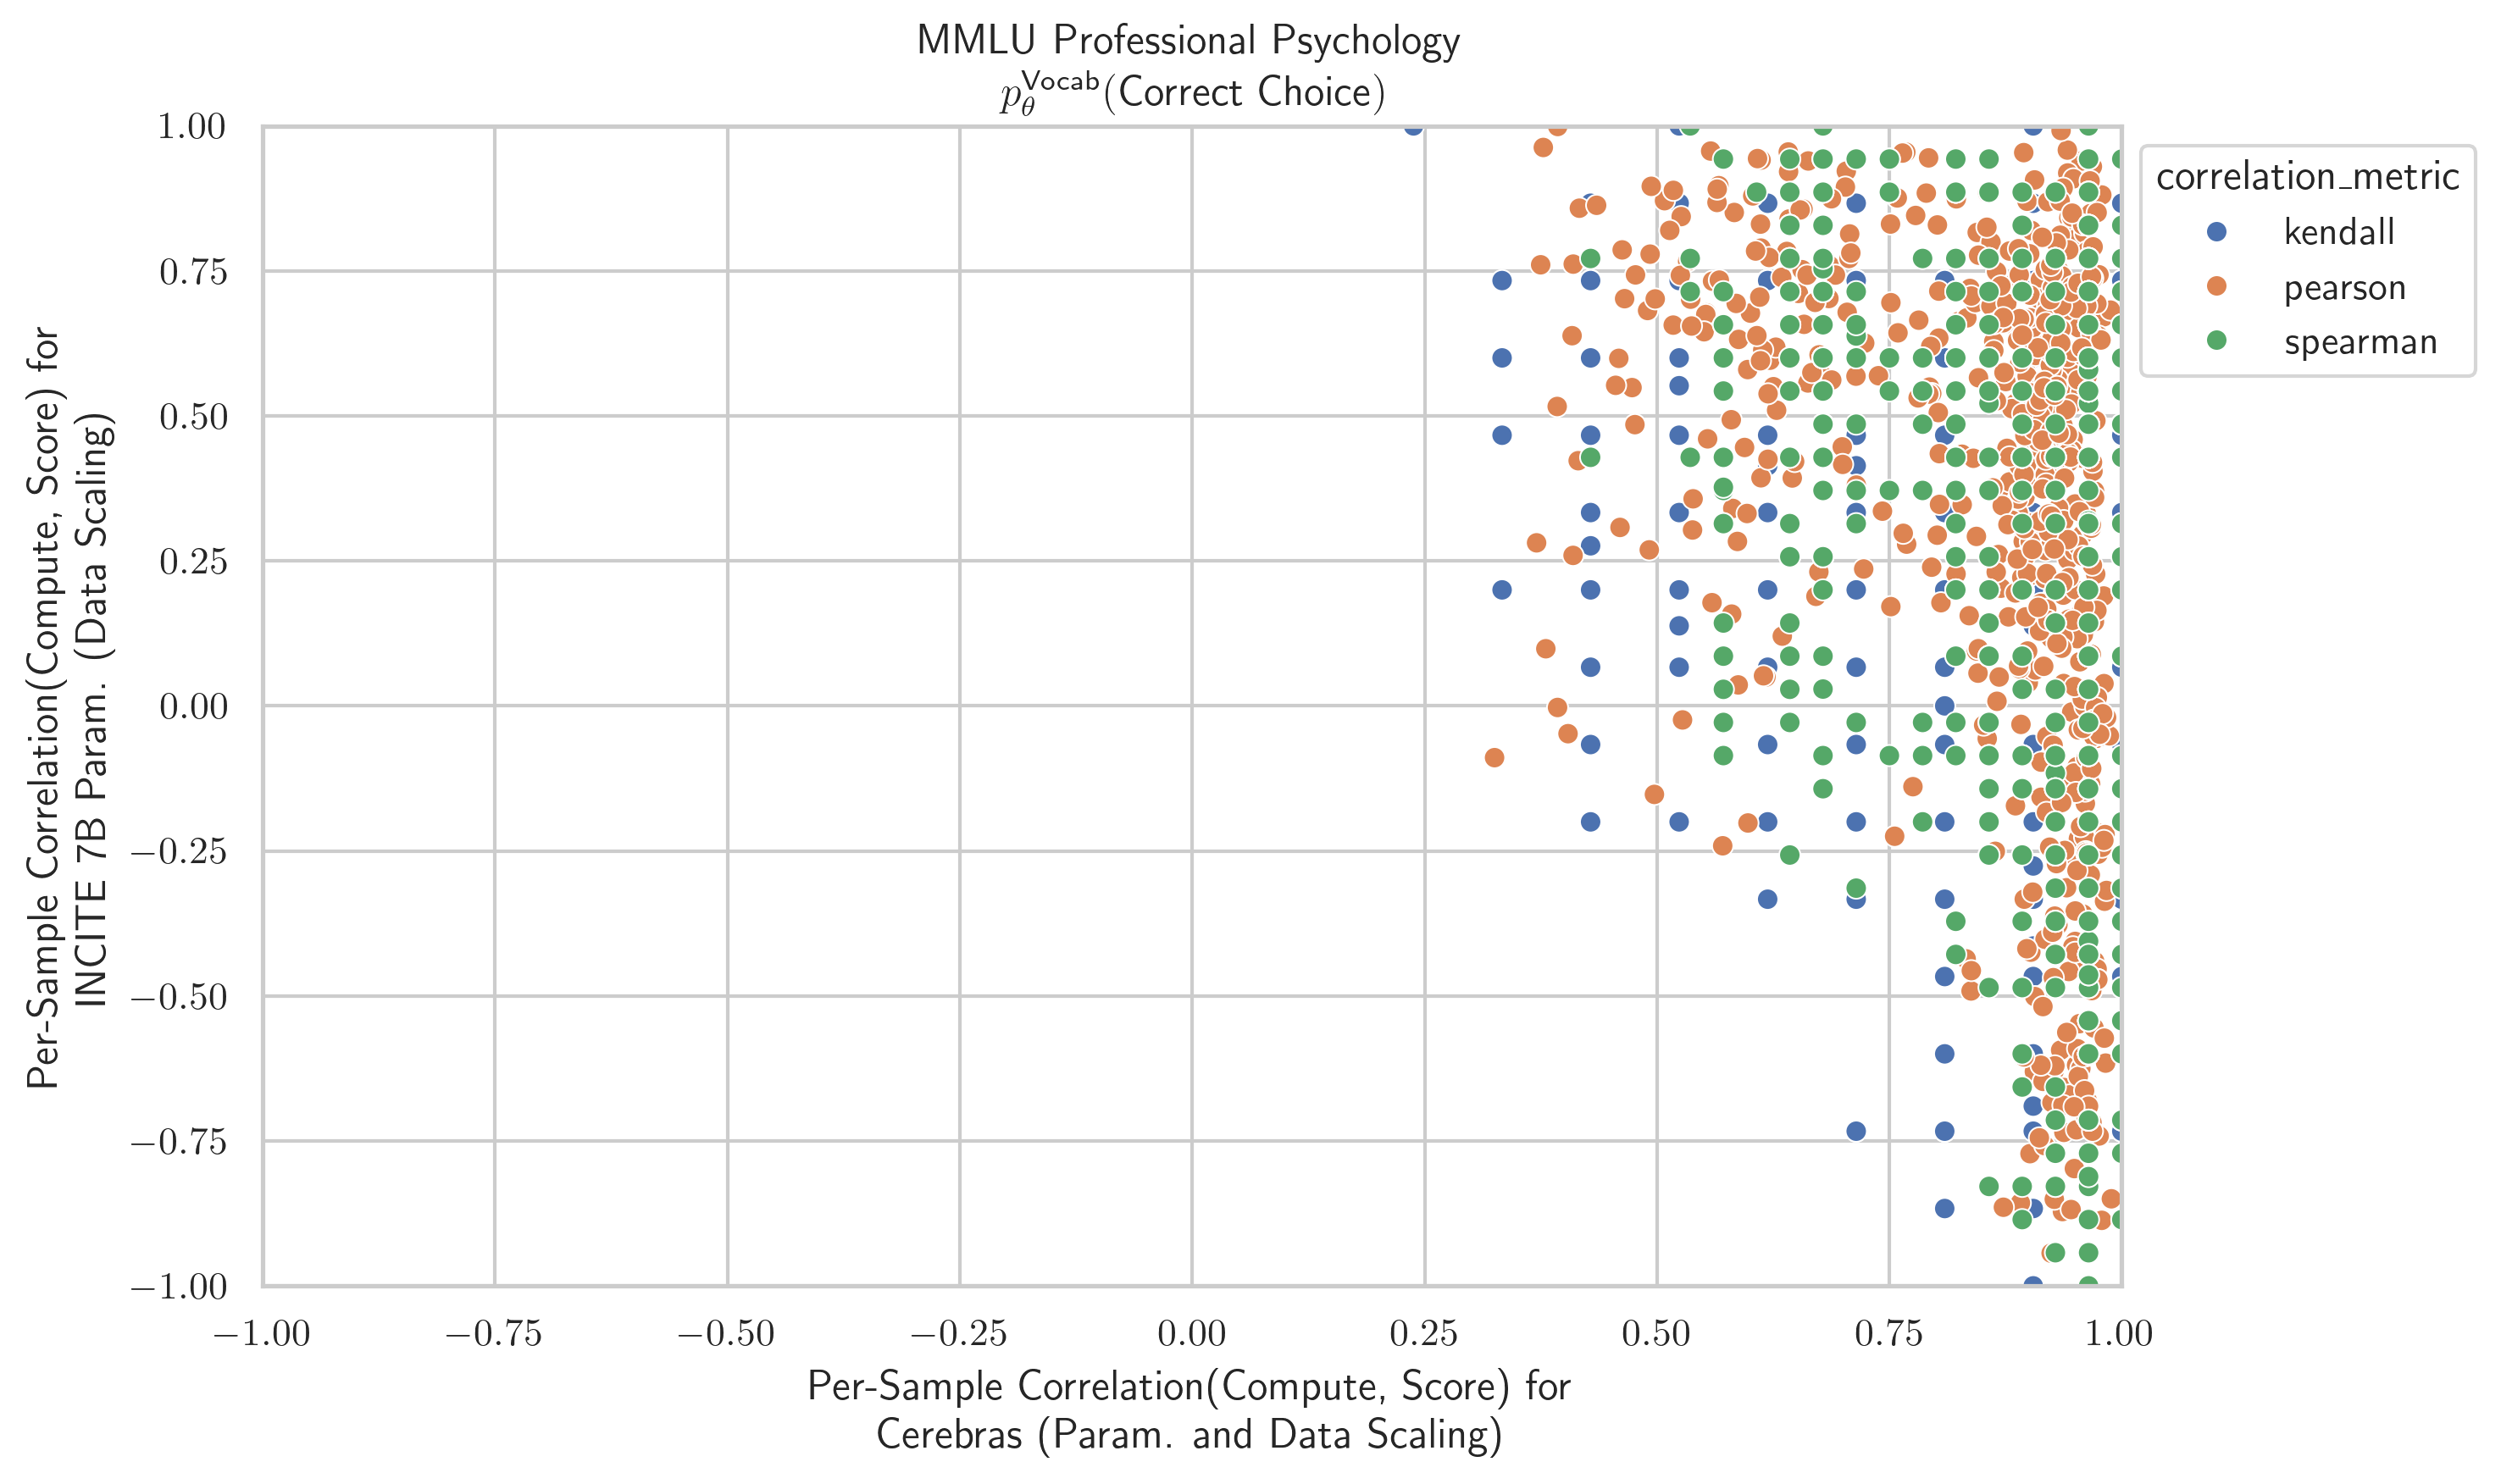 MMLU Professional Psychology
p_θ^Vocab(Correct Choice)
Per-Sample Correlation(Compute, Score) for
INCITE 7B Param. (Data Scaling)
1.00
0.75
0.50
0.25
0.00
−0.25
−0.50
−0.75
−1.00
−1.00 −0.75 −0.50 −0.25 0.00 0.25 0.50 0.75 1.00
Per-Sample Correlation(Compute, Score) for
Cerebras (Param. and Data Scaling)
correlation_metric
kendall
pearson
spearman